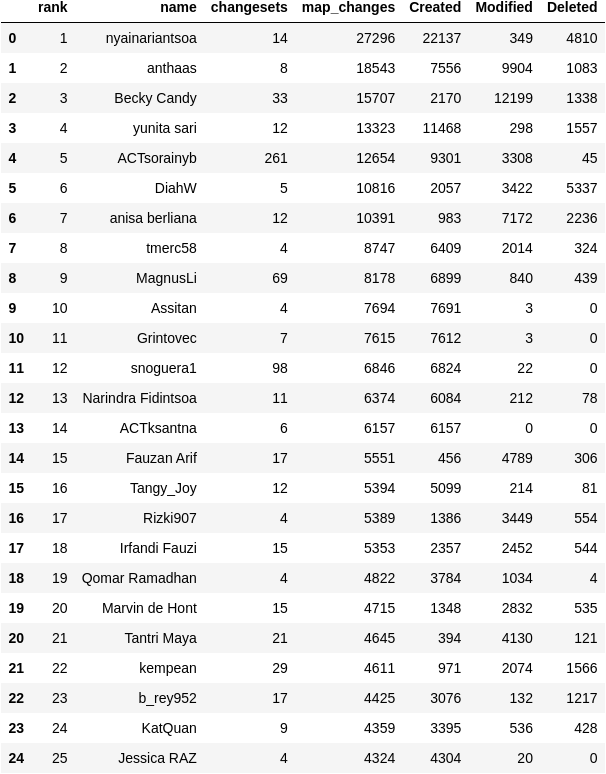 rank name changesets map_changes Created Modified Deleted
0 1 nyainariantsoa 14 27296 22137 349 4810
1 2 anthaas 8 18543 7556 9904 1083
2 3 Becky Candy 33 15707 2170 12199 1338
3 4 yunita sari 12 13323 11468 298 1557
4 5 ACTsorainyb 261 12654 9301 3308 45
5 6 DiahW 5 10816 2057 3422 5337
6 7 anisa berliana 12 10391 983 7172 2236
7 8 tmerc58 4 8747 6409 2014 324
8 9 MagnusLi 69 8178 6899 840 439
9 10 Assitan 4 7694 7691 3 0
10 11 Grintovec 7 7615 7612 3 0
11 12 snoguera1 98 6846 6824 22 0
12 13 Narindra Fidintsoa 11 6374 6084 212 78
13 14 ACTksantna 6 6157 6157 0 0
14 15 Fauzan Arif 17 5551 456 4789 306
15 16 Tangy_Joy 12 5394 5099 214 81
16 17 Rizki907 4 5389 1386 3449 554
17 18 Irfandi Fauzi 15 5353 2357 2452 544
18 19 Qomar Ramadhan 4 4822 3784 1034 4
19 20 Marvin de Hont 15 4715 1348 2832 535
20 21 Tantri Maya 21 4645 394 4130 121
21 22 kempean 29 4611 971 2074 1566
22 23 b_rey952 17 4425 3076 132 1217
23 24 KatQuan 9 4359 3395 536 428
24 25 Jessica RAZ 4 4324 4304 20 0